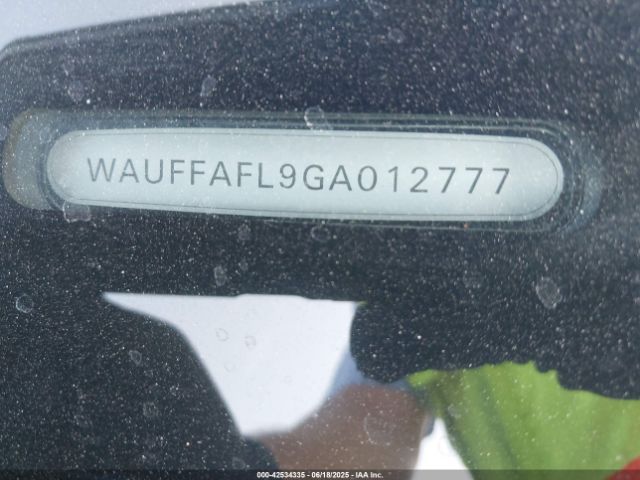 WAUFFAFL9GA012777
000-42534335 - 06/18/2025 - IAA Inc.